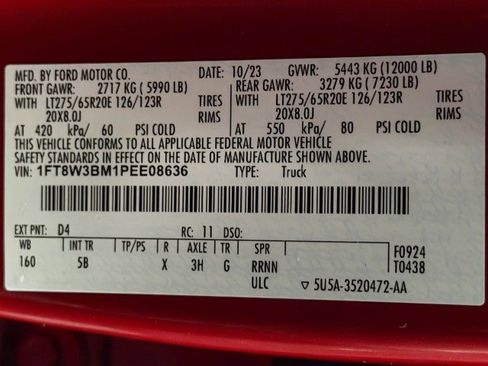 MFD. BY FORD MOTOR CO. DATE: 10/23 GVWR: 5443 KG (12000 LB)
FRONT GAWR: 2717 KG (5990 LB) REAR GAWR: 3279 KG (7230 LB)
WITH LT275/65R20E 126/123R TIRES WITH LT275/65R20E 126/123R TIRES
20X8.0J RIMS 20X8.0J RIMS
AT 420 kPa/ 60 PSI COLD AT 550 kPa/ 80 PSI COLD
THIS VEHICLE CONFORMS TO ALL APPLICABLE FEDERAL MOTOR VEHICLE
SAFETY STANDARDS IN EFFECT ON THE DATE OF MANUFACTURE SHOWN ABOVE.
VIN: 1FT8W3BM1PEE08636 TYPE: Truck
EXT PNT: D4 RC: 11 DSO:
WB INT TR TP/PS R AXLE TR SPR F0924
160 5B X 3H G RRNN T0438
ULC ▽ 5U5A-3520472-AA